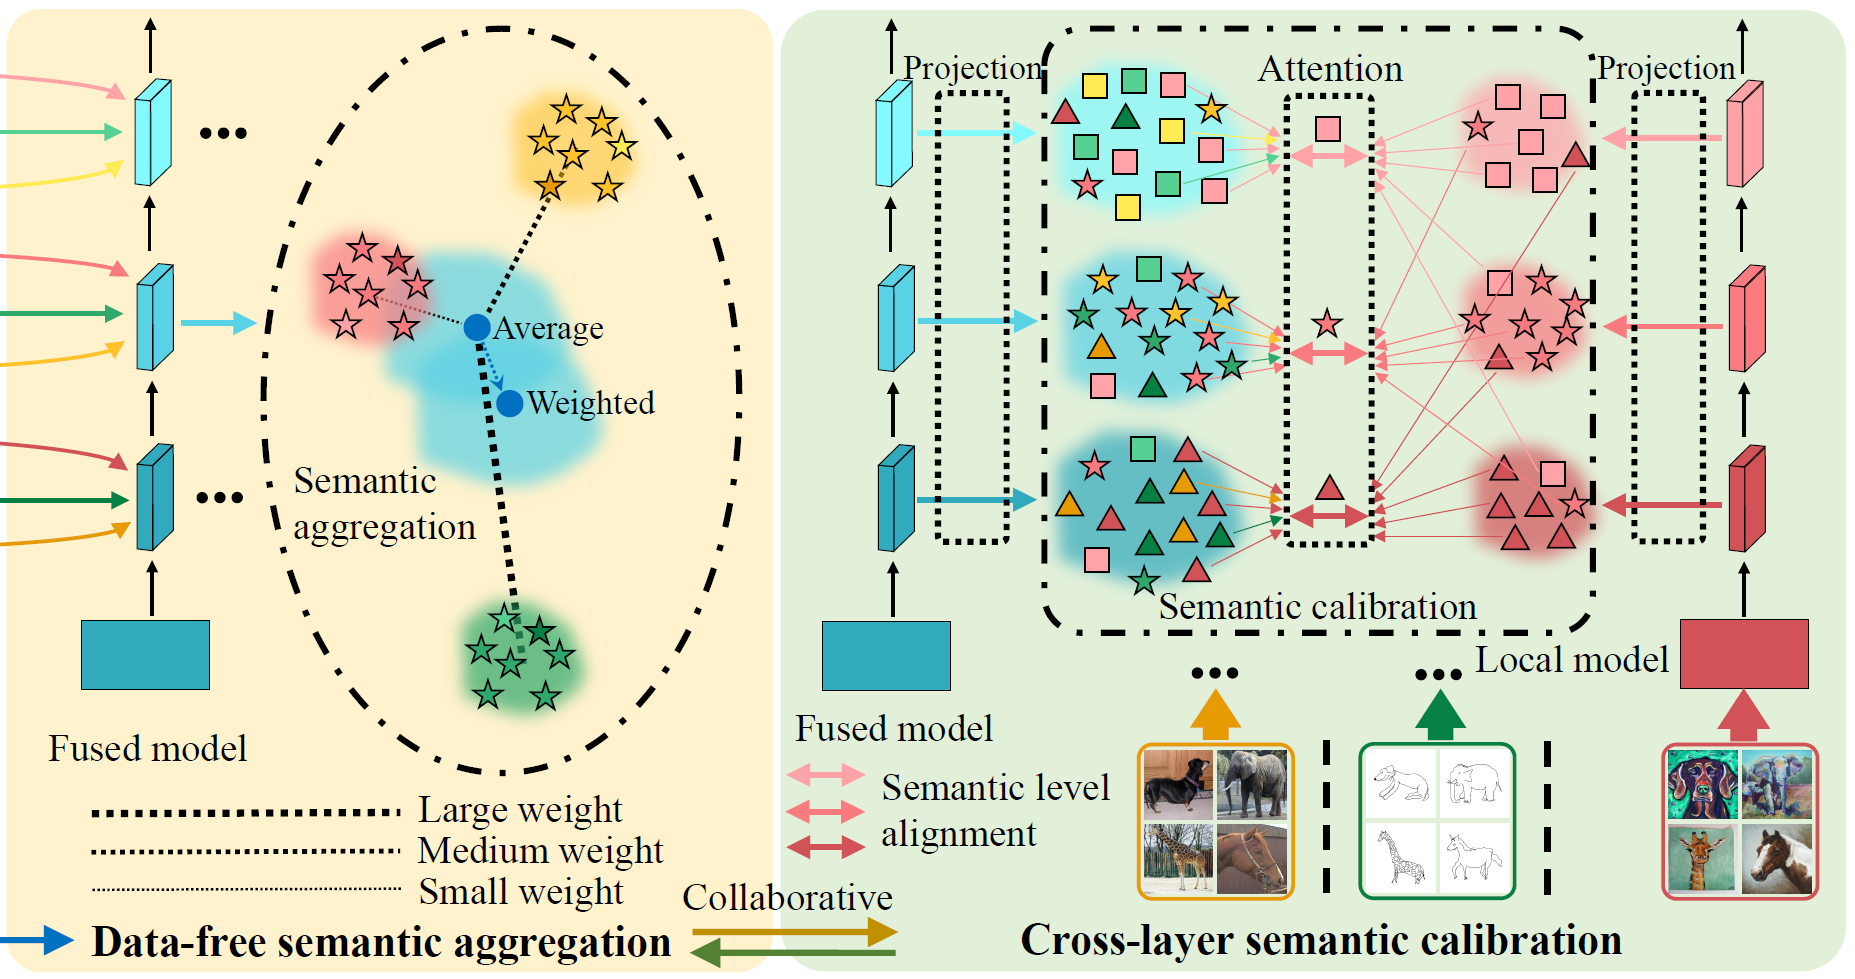 Average
Weighted
Semantic
aggregation
Fused model
Large weight
Medium weight
Small weight
Data-free semantic aggregation
Collaborative
Projection
Attention
Projection
Semantic calibration
Local model
Fused model
Semantic level
alignment
Cross-layer semantic calibration